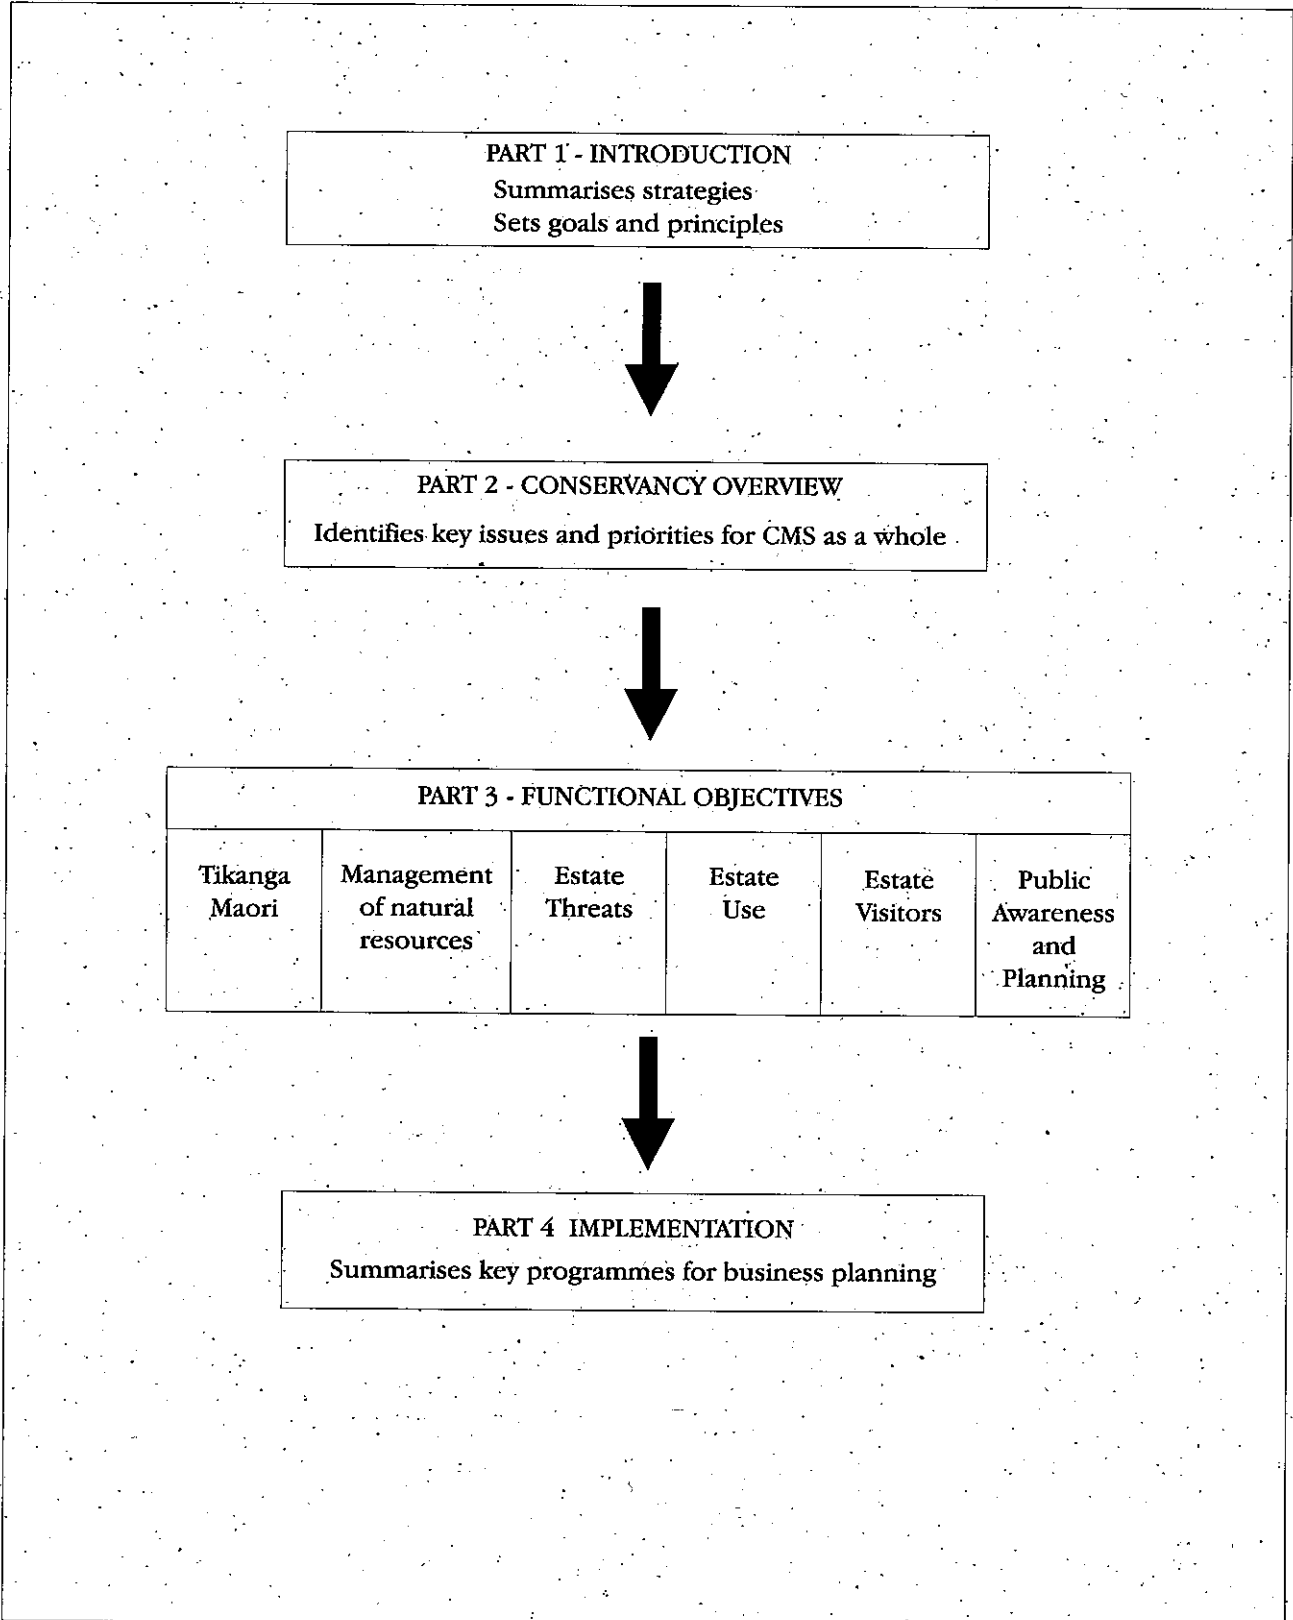 PART 1 - INTRODUCTION
Summarises strategies
Sets goals and principles
PART 2 - CONSERVANCY OVERVIEW
Identifies key issues and priorities for CMS as a whole
PART 3 - FUNCTIONAL OBJECTIVES
Tikanga
Maori
Management
of natural
resources
Estate
Threats
Estate
Use
Estate
Visitors
Public
Awareness
and
Planning
PART 4 IMPLEMENTATION
Summarises key programmes for business planning